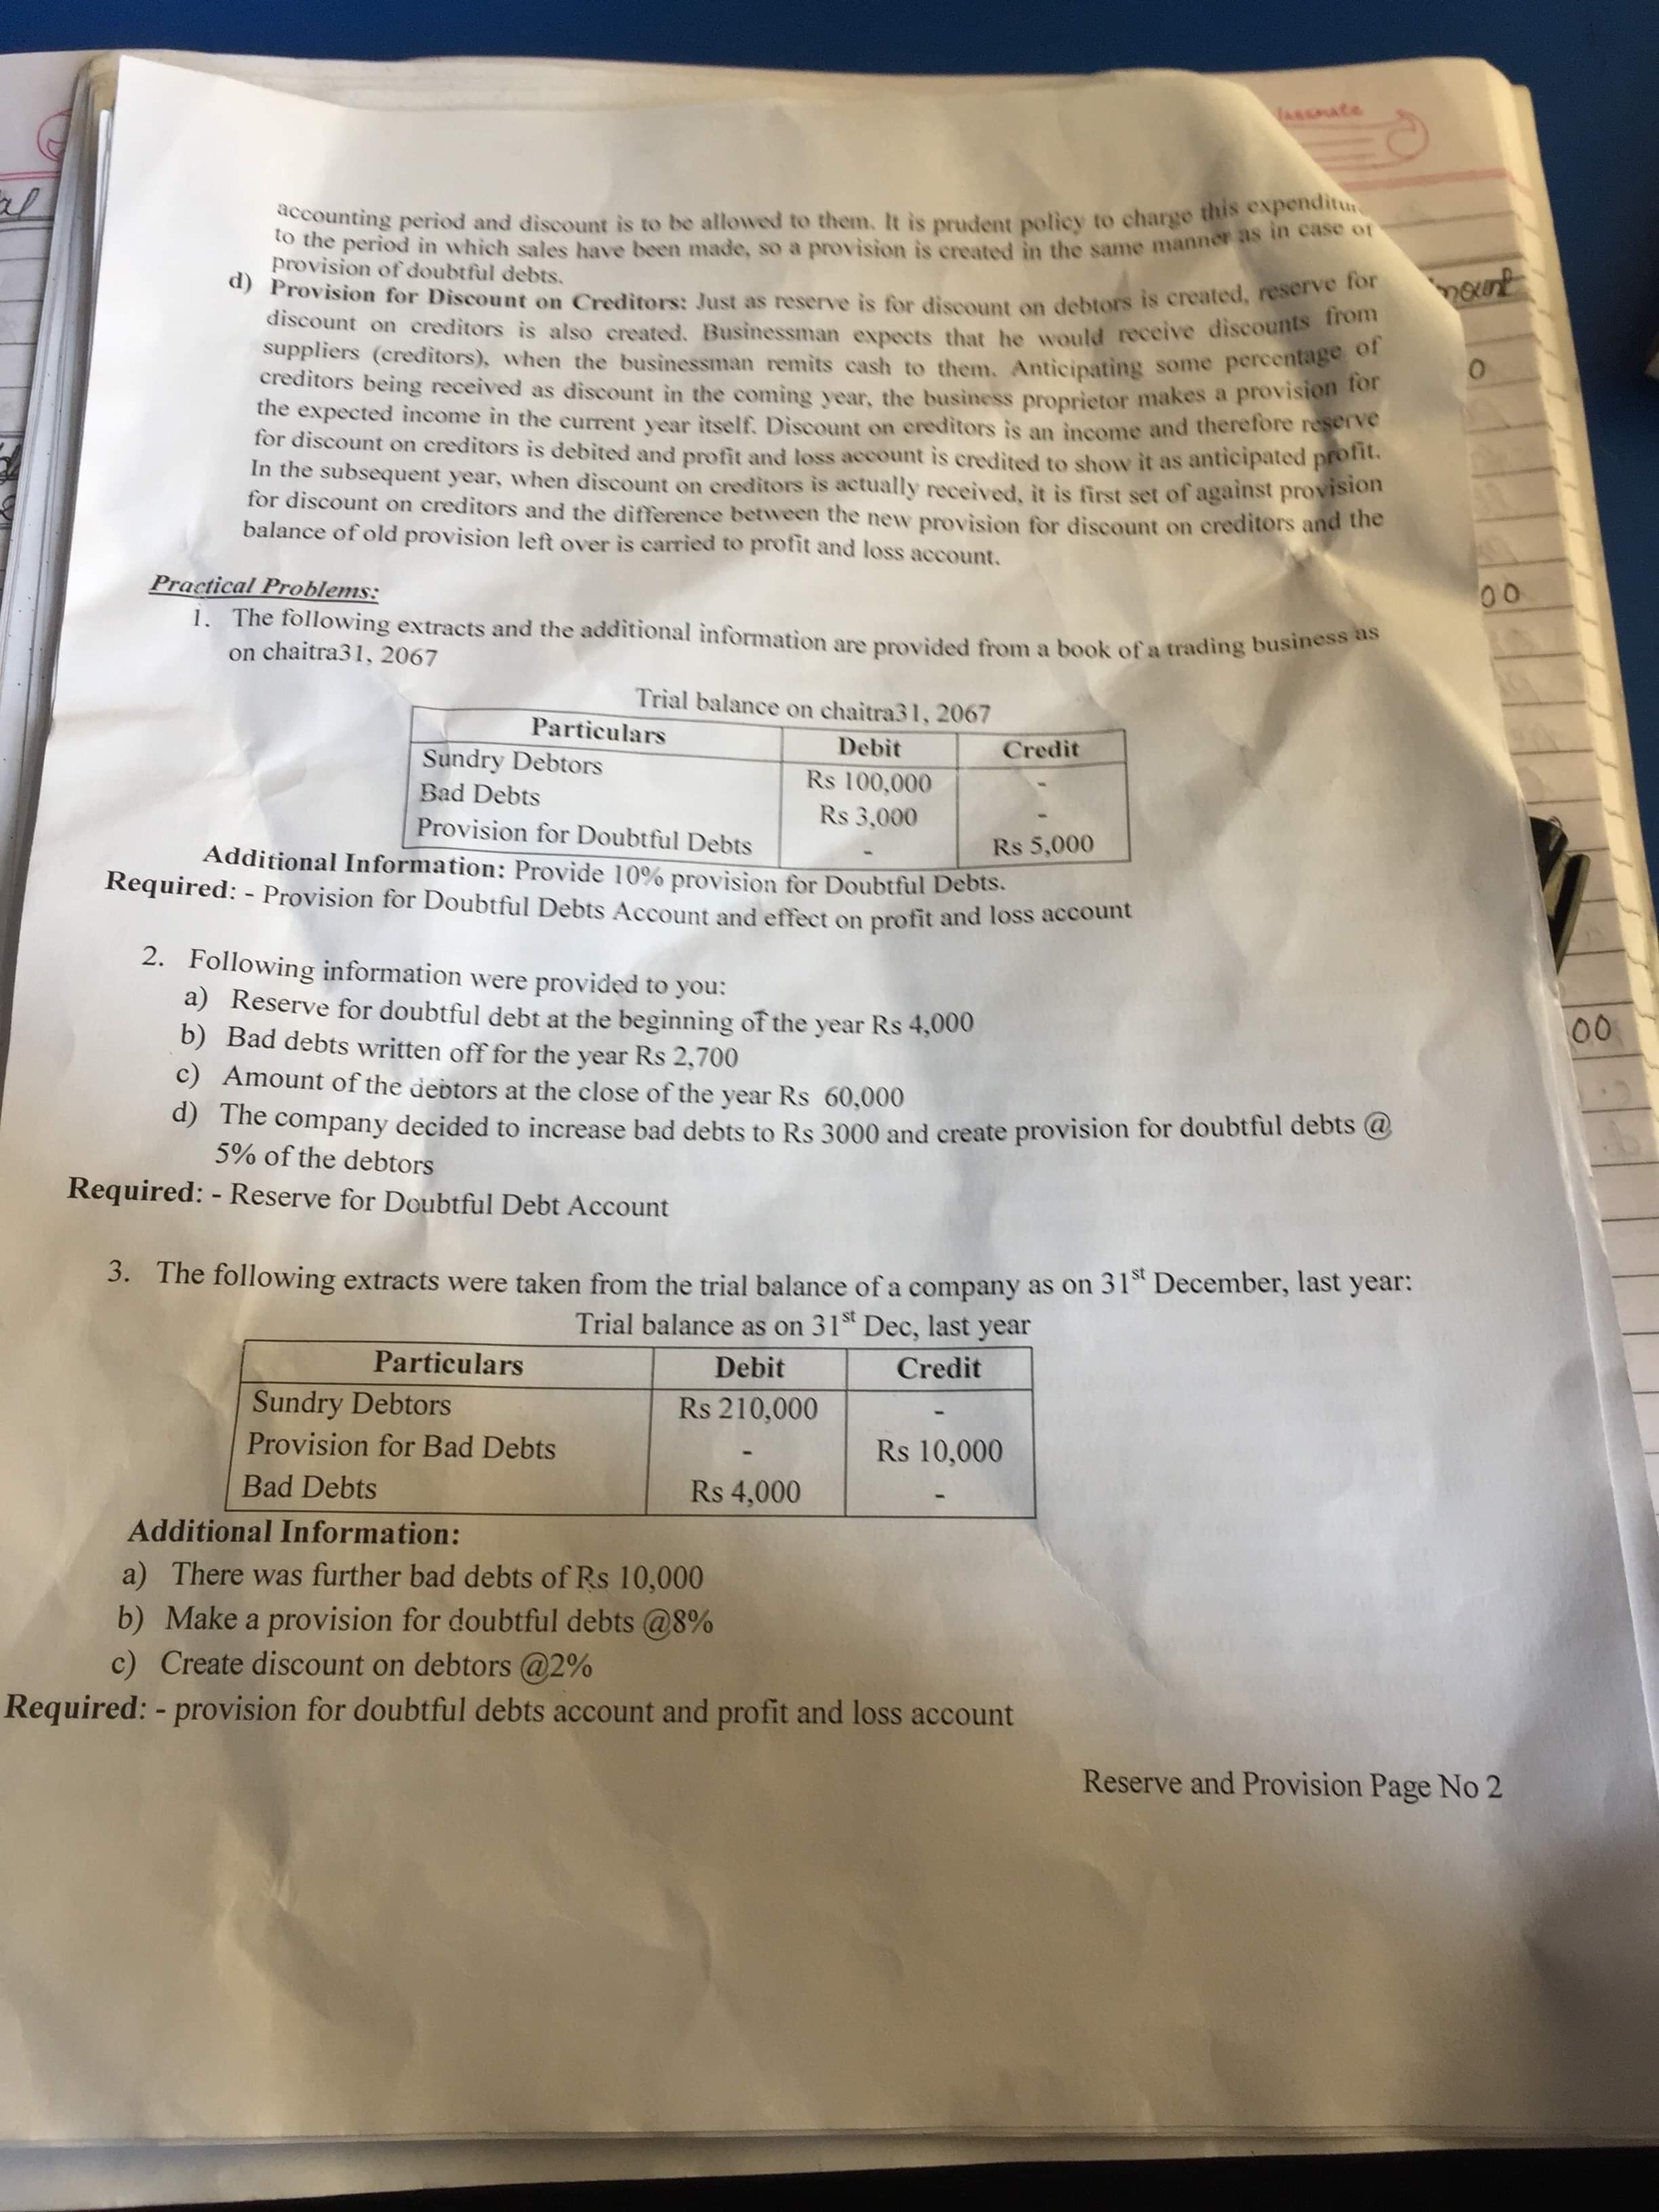 classmate
accounting period and discount is to be allowed to them. It is prudent policy to charge this
to the period in which sales have been made, so a provision is created in the same manner as in case of
provision of doubtful debts.
d) Provision for Discount on Creditors: Just as reserve is for discount on debtors is created, reserve for
discount on creditors is also created. Businessman expects that he would receive discounts from
suppliers (creditors), when the businessman remits cash to them. Anticipating some percentage of
creditors being received as discount in the coming year, the business proprietor makes a provision for
the expected income in the current year itself. Discount on creditors is an income and therefore reserve
for discount on creditors is debited and profit and loss account is credited to show it as anticipated profit.
In the subsequent year, when discount on creditors is actually received, it is first set of against provision
for discount on creditors and the difference between the new provision for discount on creditors and the
balance of old provision left over is carried to profit and loss account.
Practical Problems:
1. The following extracts and the additional information are provided from a book of a trading business as
on chaitra31, 2067
Trial balance on chaitra31, 2067
Particulars Debit Credit
Sundry Debtors Rs 100,000 -
Bad Debts Rs 3,000 -
Provision for Doubtful Debts - Rs 5,000
Additional Information: Provide 10% provision for Doubtful Debts.
Required: - Provision for Doubtful Debts Account and effect on profit and loss account
2. Following information were provided to you:
a) Reserve for doubtful debt at the beginning of the year Rs 4,000
b) Bad debts written off for the year Rs 2,700
c) Amount of the debtors at the close of the year Rs 60,000
d) The company decided to increase bad debts to Rs 3000 and create provision for doubtful debts @
5% of the debtors
Required: - Reserve for Doubtful Debt Account
3. The following extracts were taken from the trial balance of a company as on 31st December, last year:
Trial balance as on 31st Dec, last year
Particulars Debit Credit
Sundry Debtors Rs 210,000 -
Provision for Bad Debts - Rs 10,000
Bad Debts Rs 4,000 -
Additional Information:
a) There was further bad debts of Rs 10,000
b) Make a provision for doubtful debts @8%
c) Create discount on debtors @2%
Required: - provision for doubtful debts account and profit and loss account
Reserve and Provision Page No 2
mount
0
00
00